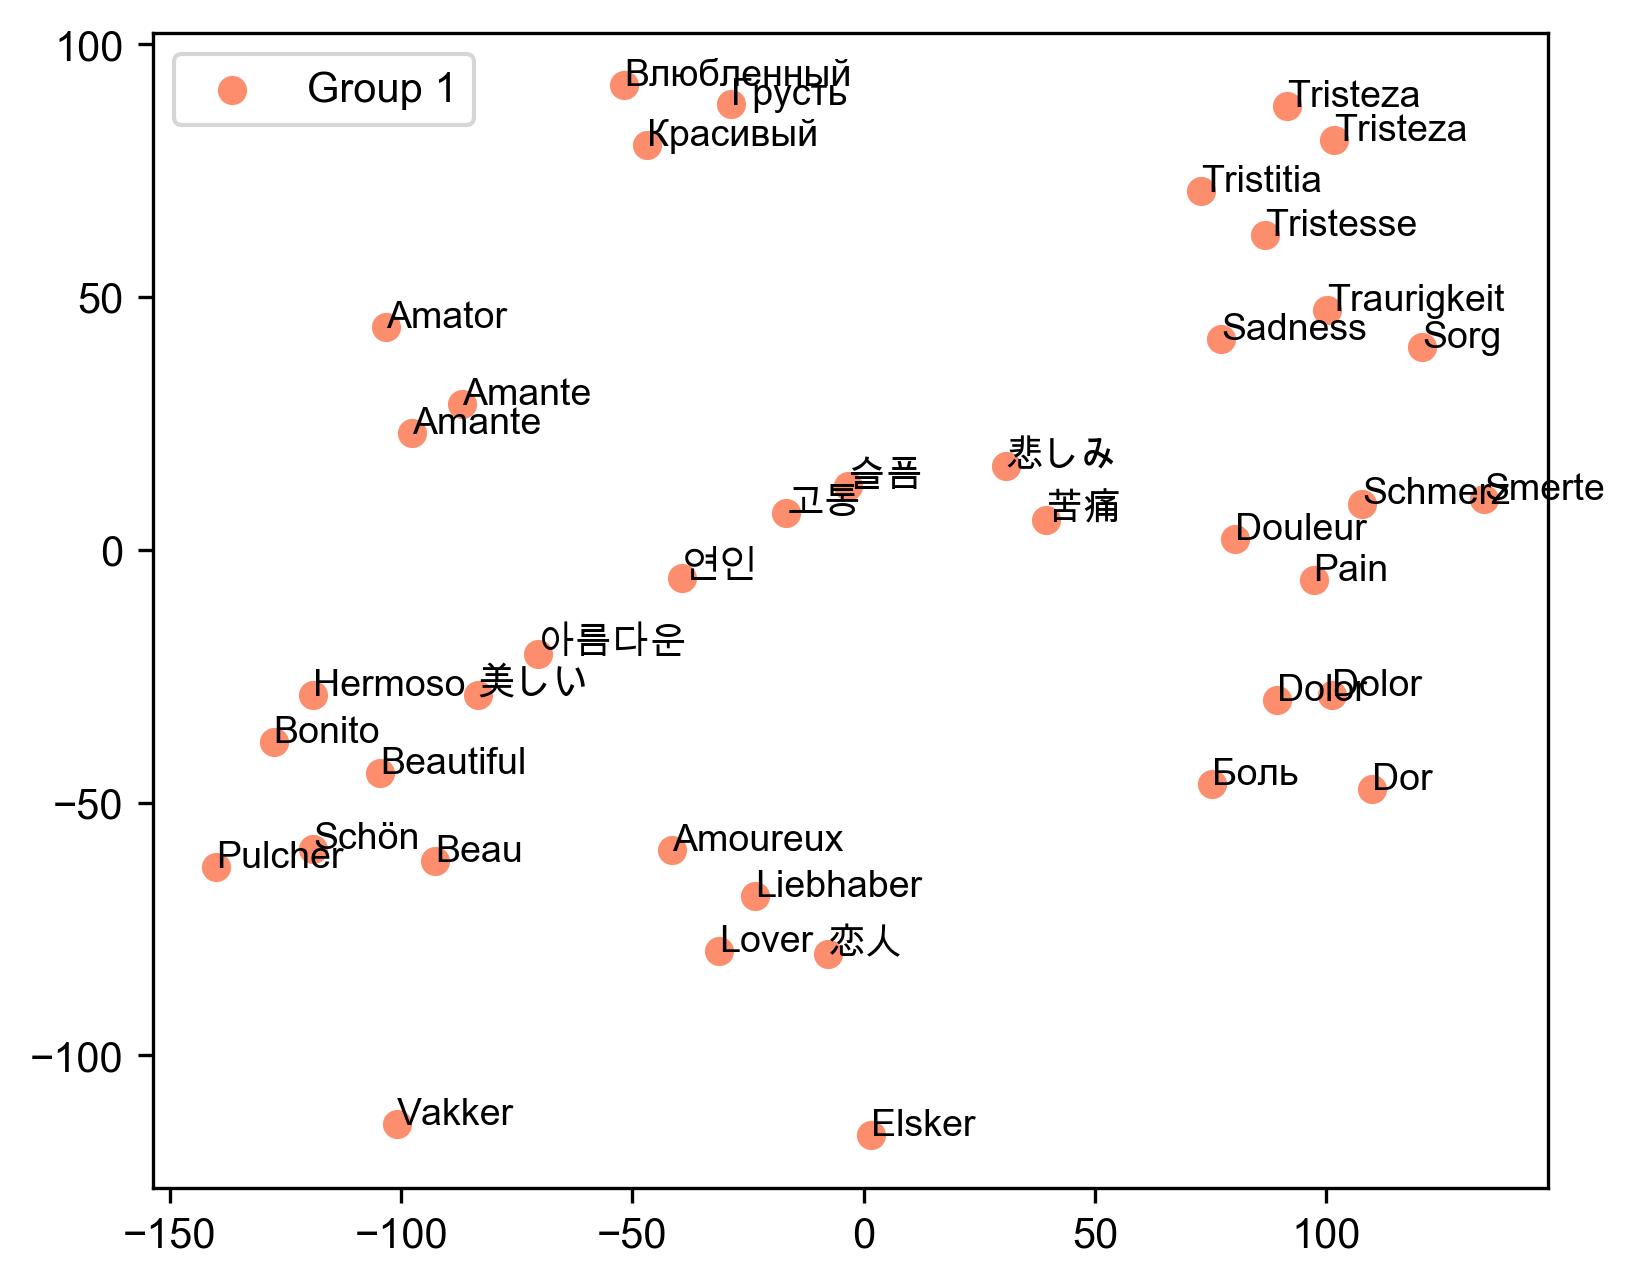 100
Group 1
Влюбленный
Грусть
Красивый
Tristeza
Tristeza
Tristitia
Tristesse
50
Amator
Traurigkeit
Sadness
Sorg
Amante
Amante
悲しみ
슬픔
고통
苦痛
Schmerz
Smerte
Douleur
0
연인
Pain
아름다운
Hermoso
美しい
Dolor
Dolor
Bonito
Beautiful
Боль
Dor
−50
Schön
Pulcher
Beau
Amoureux
Liebhaber
Lover
恋人
−100
Vakker
Elsker
−150 −100 −50 0 50 100